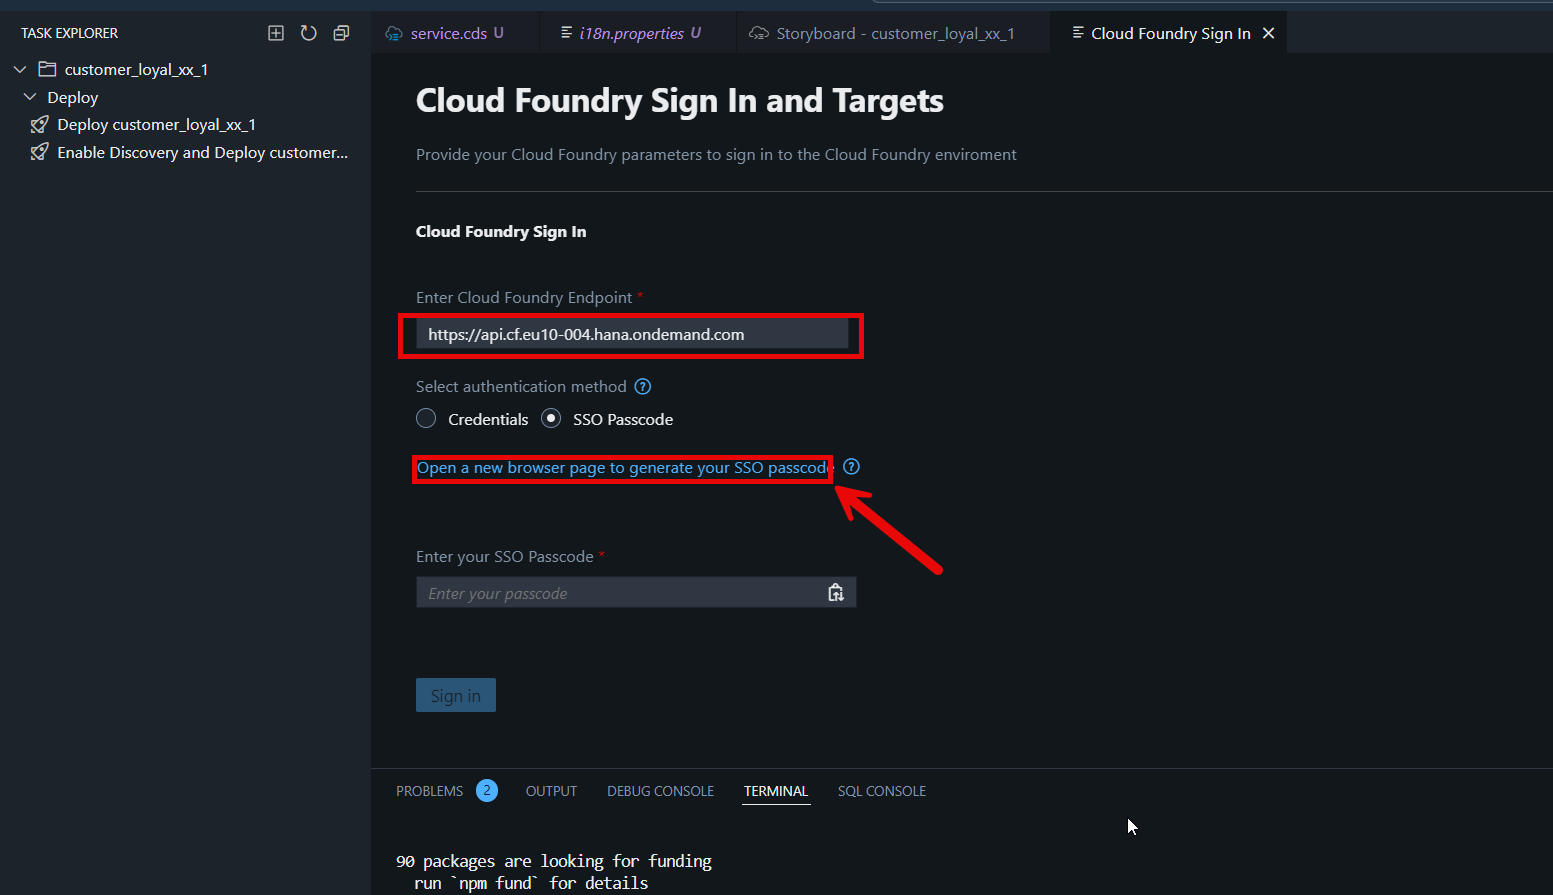 TASK EXPLORER
customer_loyal_xx_1
Deploy
Deploy customer_loyal_xx_1
Enable Discovery and Deploy customer...
service.cds U
i18n.properties U
Storyboard - customer_loyal_xx_1
Cloud Foundry Sign In
Cloud Foundry Sign In and Targets
Provide your Cloud Foundry parameters to sign in to the Cloud Foundry enviroment
Cloud Foundry Sign In
Enter Cloud Foundry Endpoint *
https://api.cf.eu10-004.hana.ondemand.com
Select authentication method ?
Credentials
SSO Passcode
Open a new browser page to generate your SSO passcode ?
Enter your SSO Passcode *
Enter your passcode
Sign in
PROBLEMS 2
OUTPUT
DEBUG CONSOLE
TERMINAL
SQL CONSOLE
90 packages are looking for funding
run `npm fund` for details